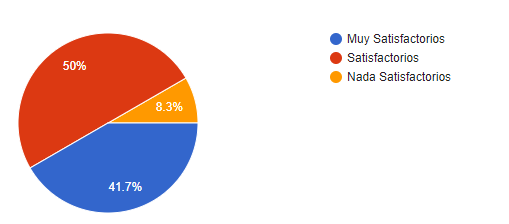 Muy Satisfactorios
50%
Satisfactorios
Nada Satisfactorios
8.3%
41.7%